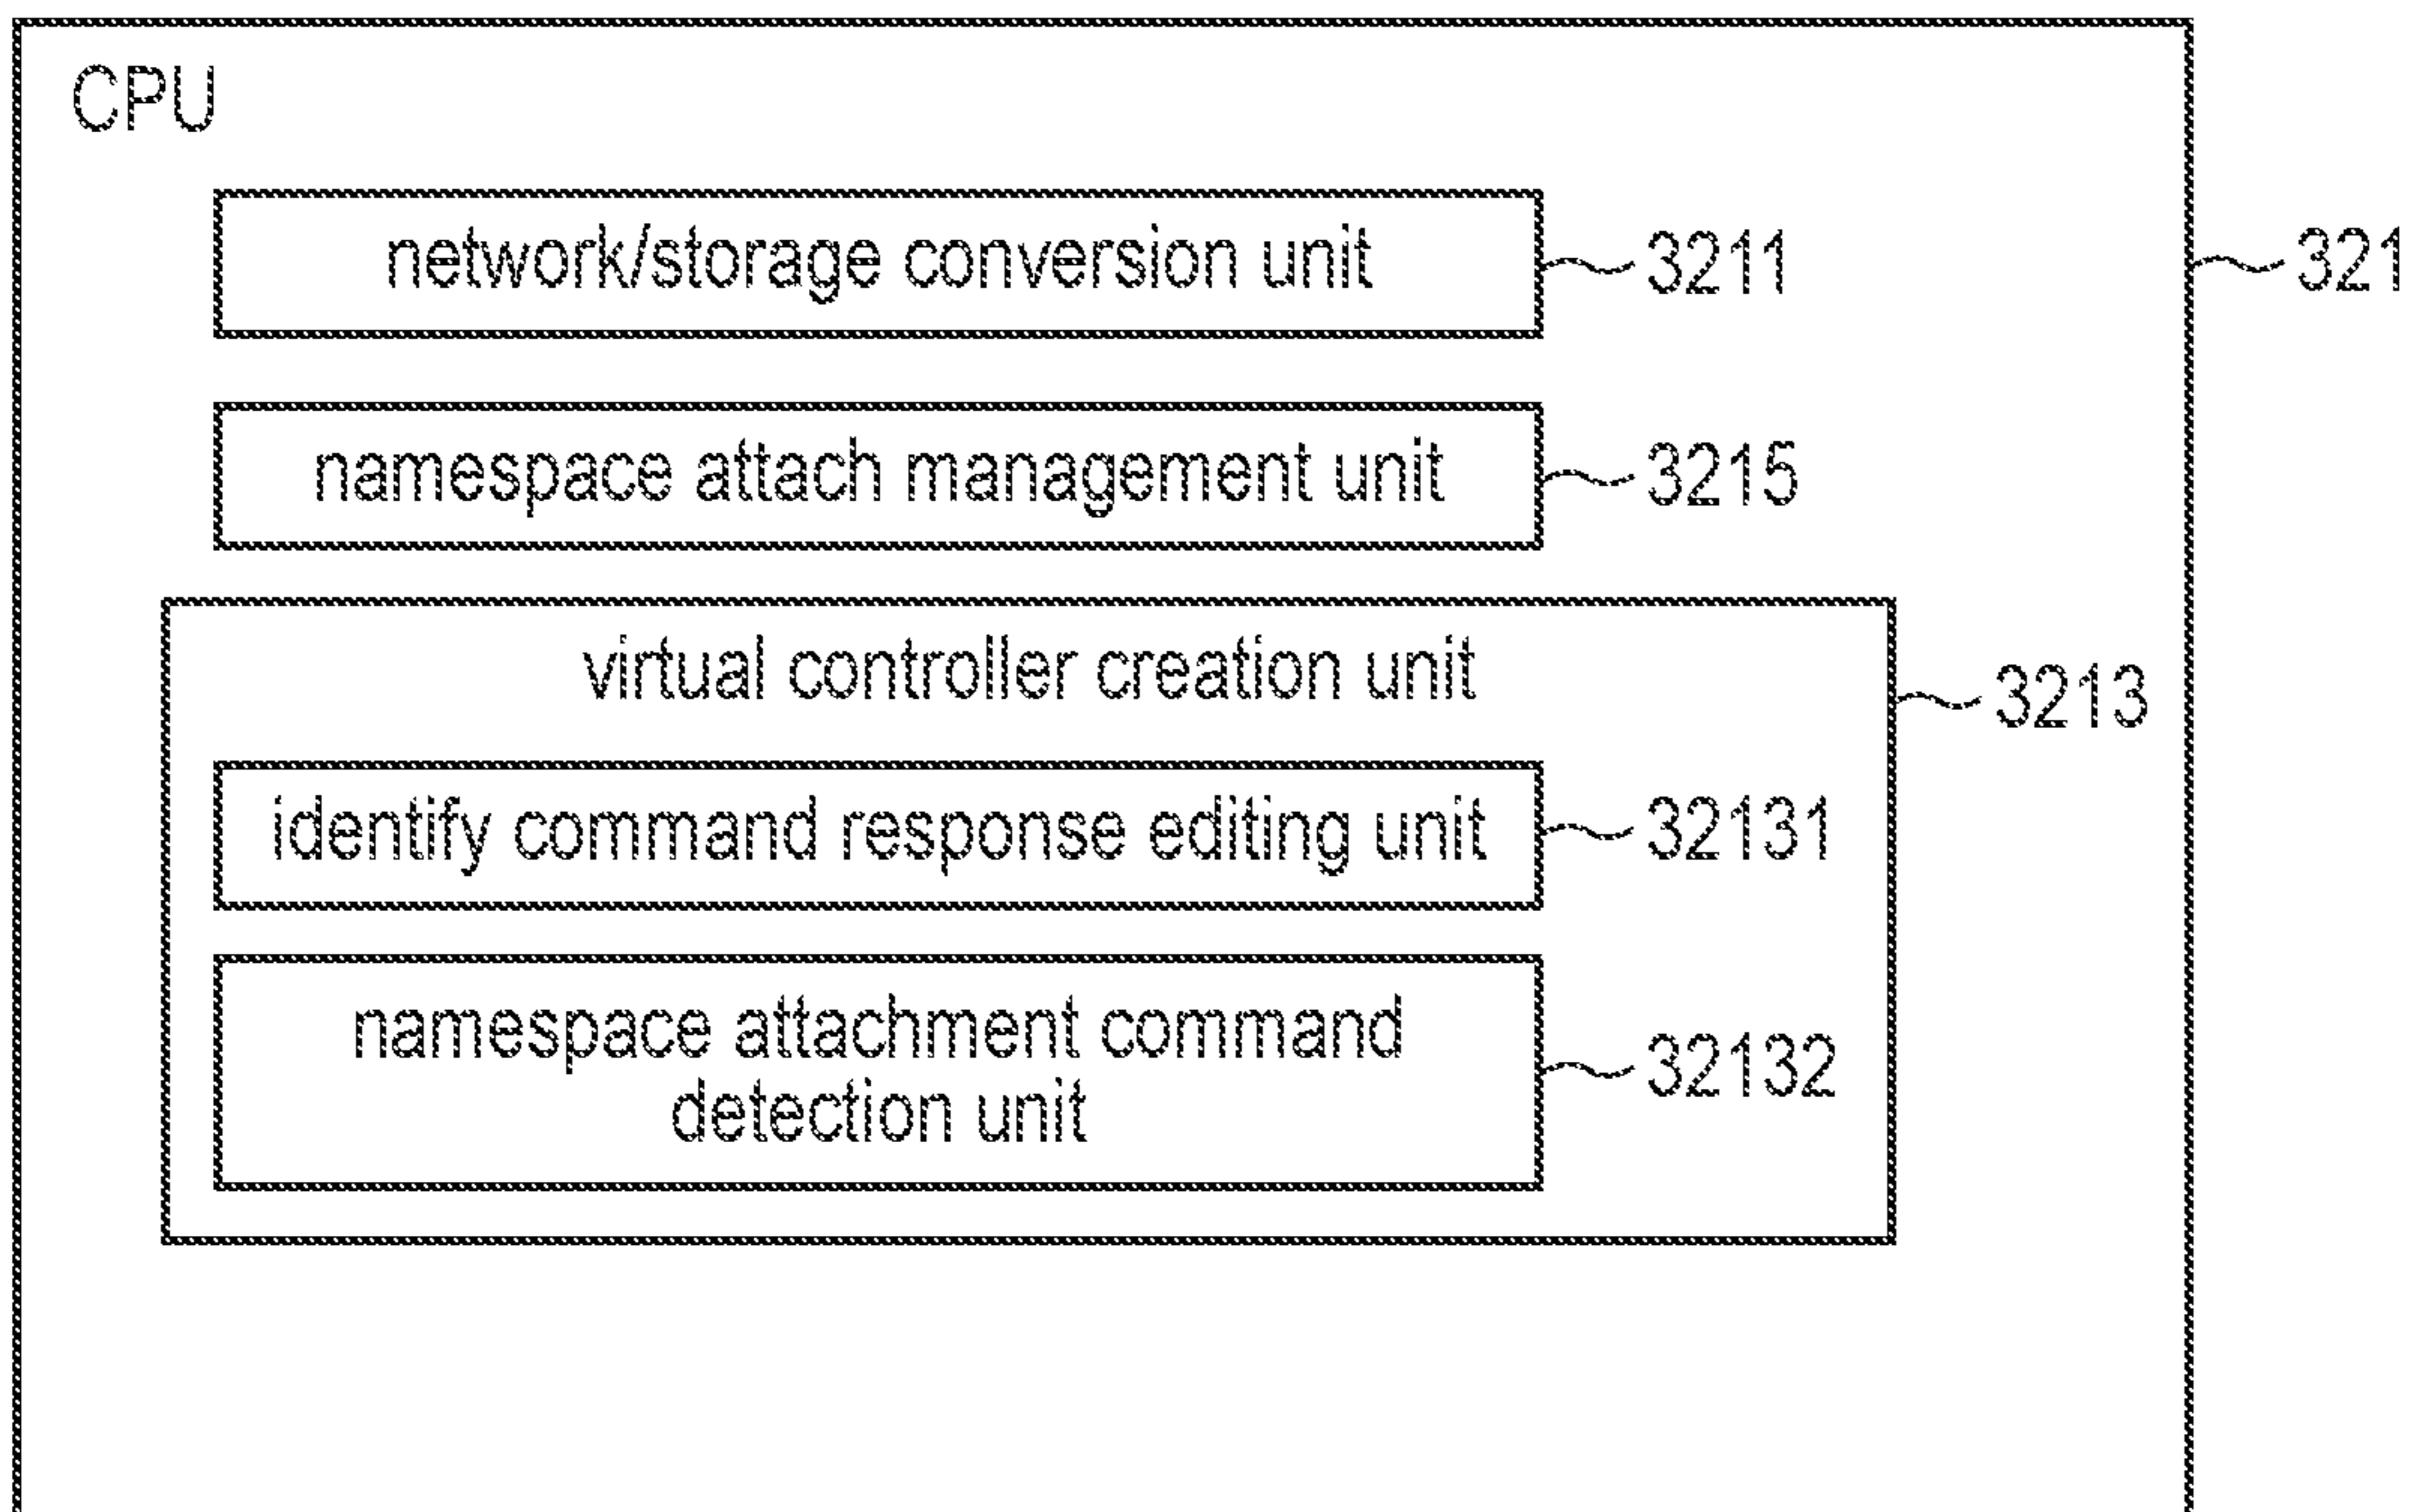 CPU
network/storage conversion unit
3211
321
namespace attach management unit
3215
virtual controller creation unit
3213
identify command response editing unit
32131
namespace attachment command
detection unit
32132